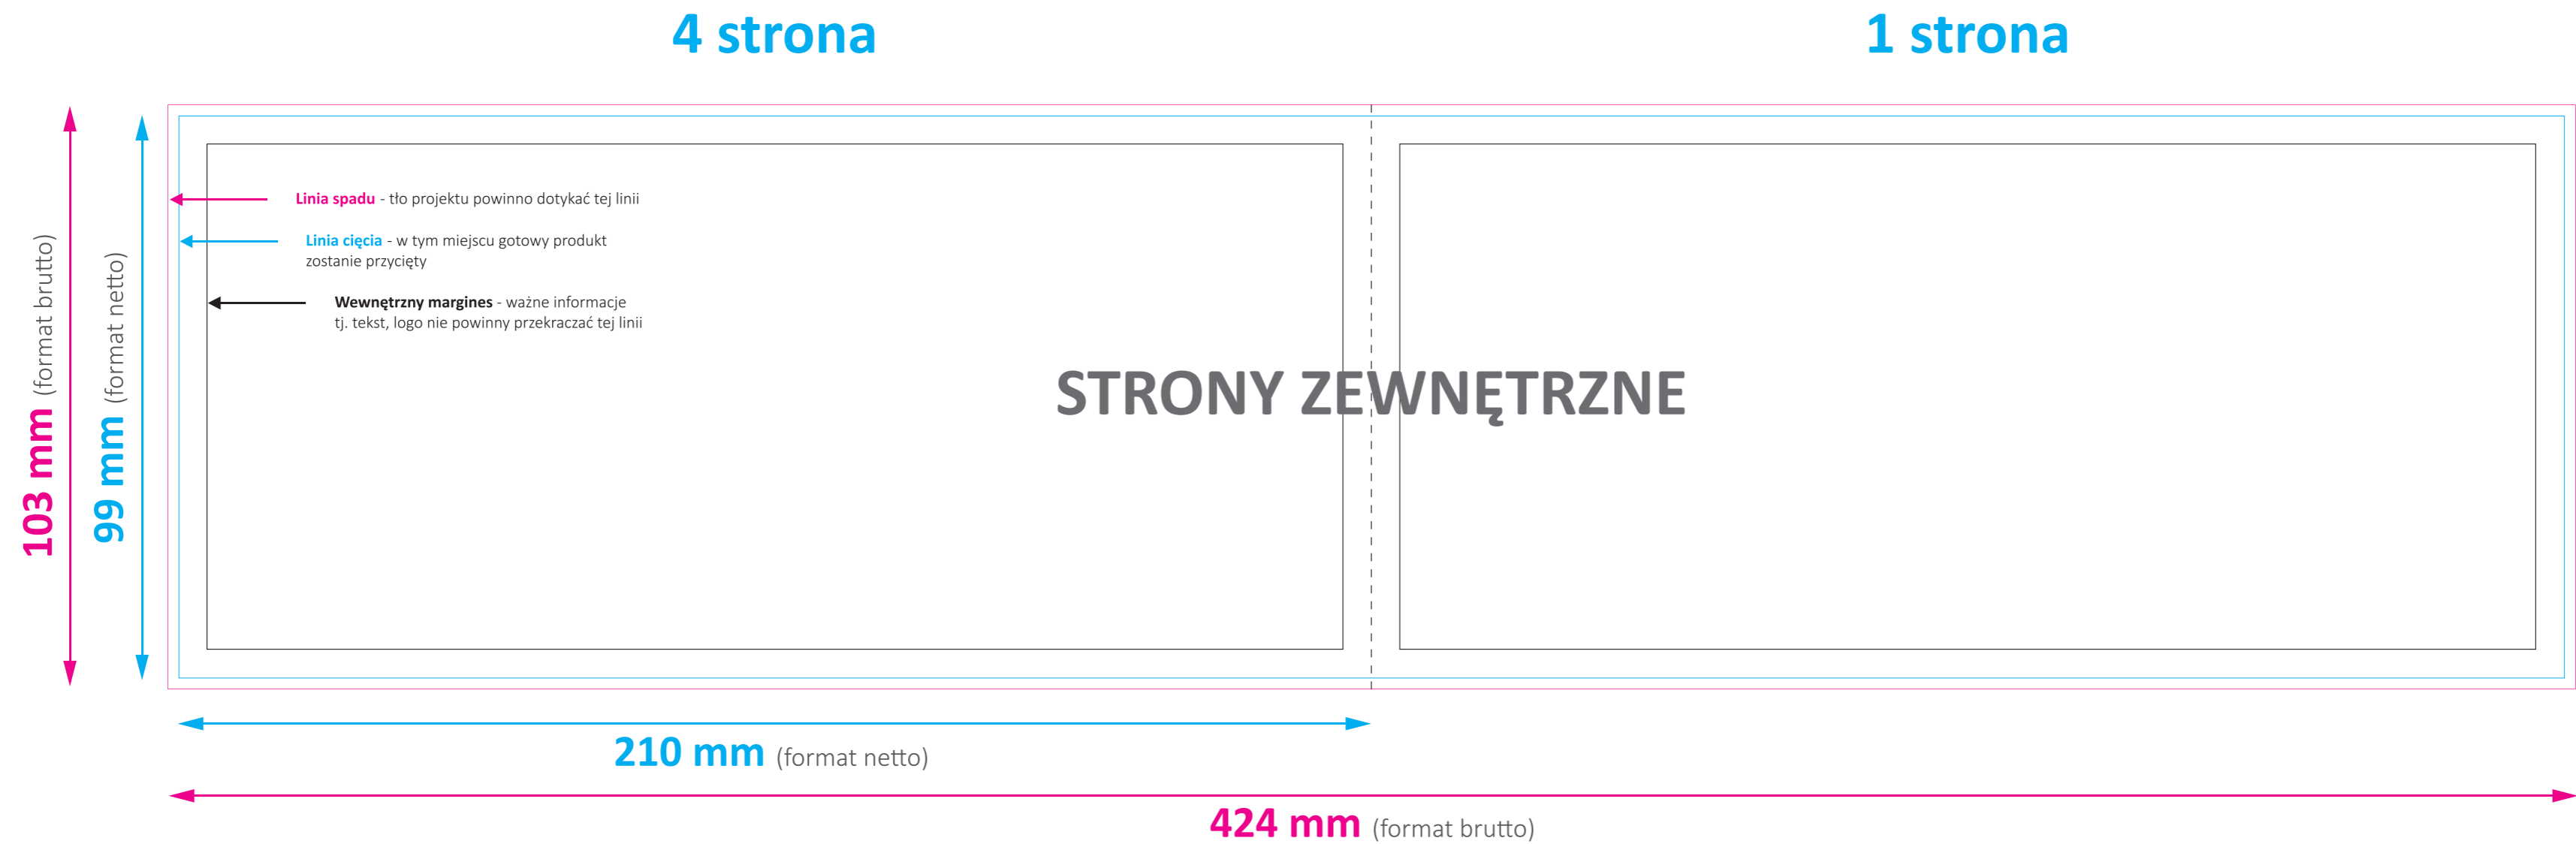 4 strona
1 strona
Linia spadu - tło projektu powinno dotykać tej linii
Linia cięcia - w tym miejscu gotowy produkt
zostanie przycięty
Wewnętrzny margines - ważne informacje
tj. tekst, logo nie powinny przekraczać tej linii
103 mm (format brutto)
99 mm (format netto)
STRONY ZEWNĘTRZNE
210 mm (format netto)
424 mm (format brutto)